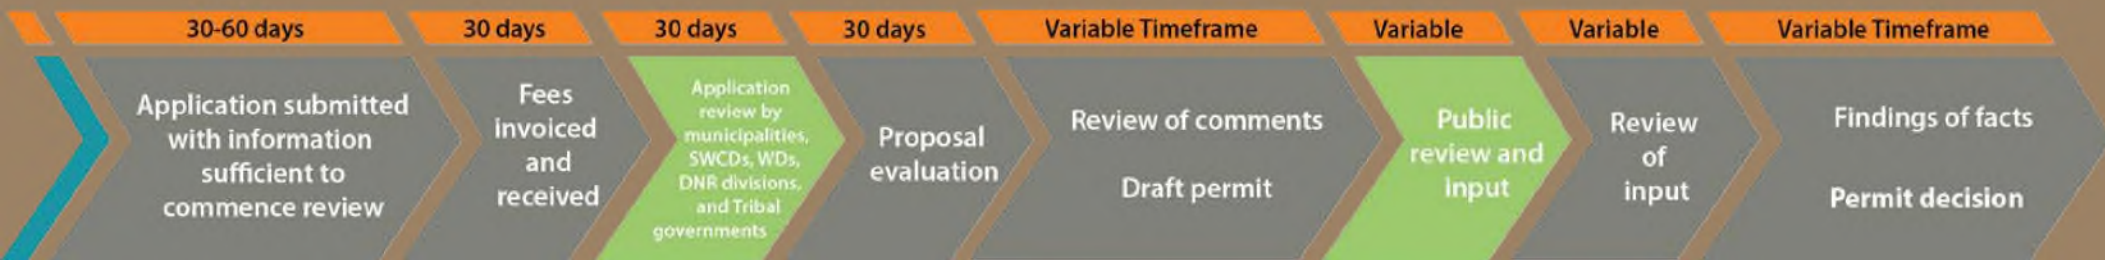 30-60 days
30 days
30 days
30 days
Variable Timeframe
Variable
Variable
Variable Timeframe
Application submitted
with information
sufficient to
commence review
Fees
invoiced
and
received
Application
review by
municipalities,
SWCDs, WDs,
DNR divisions,
and Tribal
governments
Proposal
evaluation
Review of comments
Draft permit
Public
review and
input
Review
of
input
Findings of facts
Permit decision